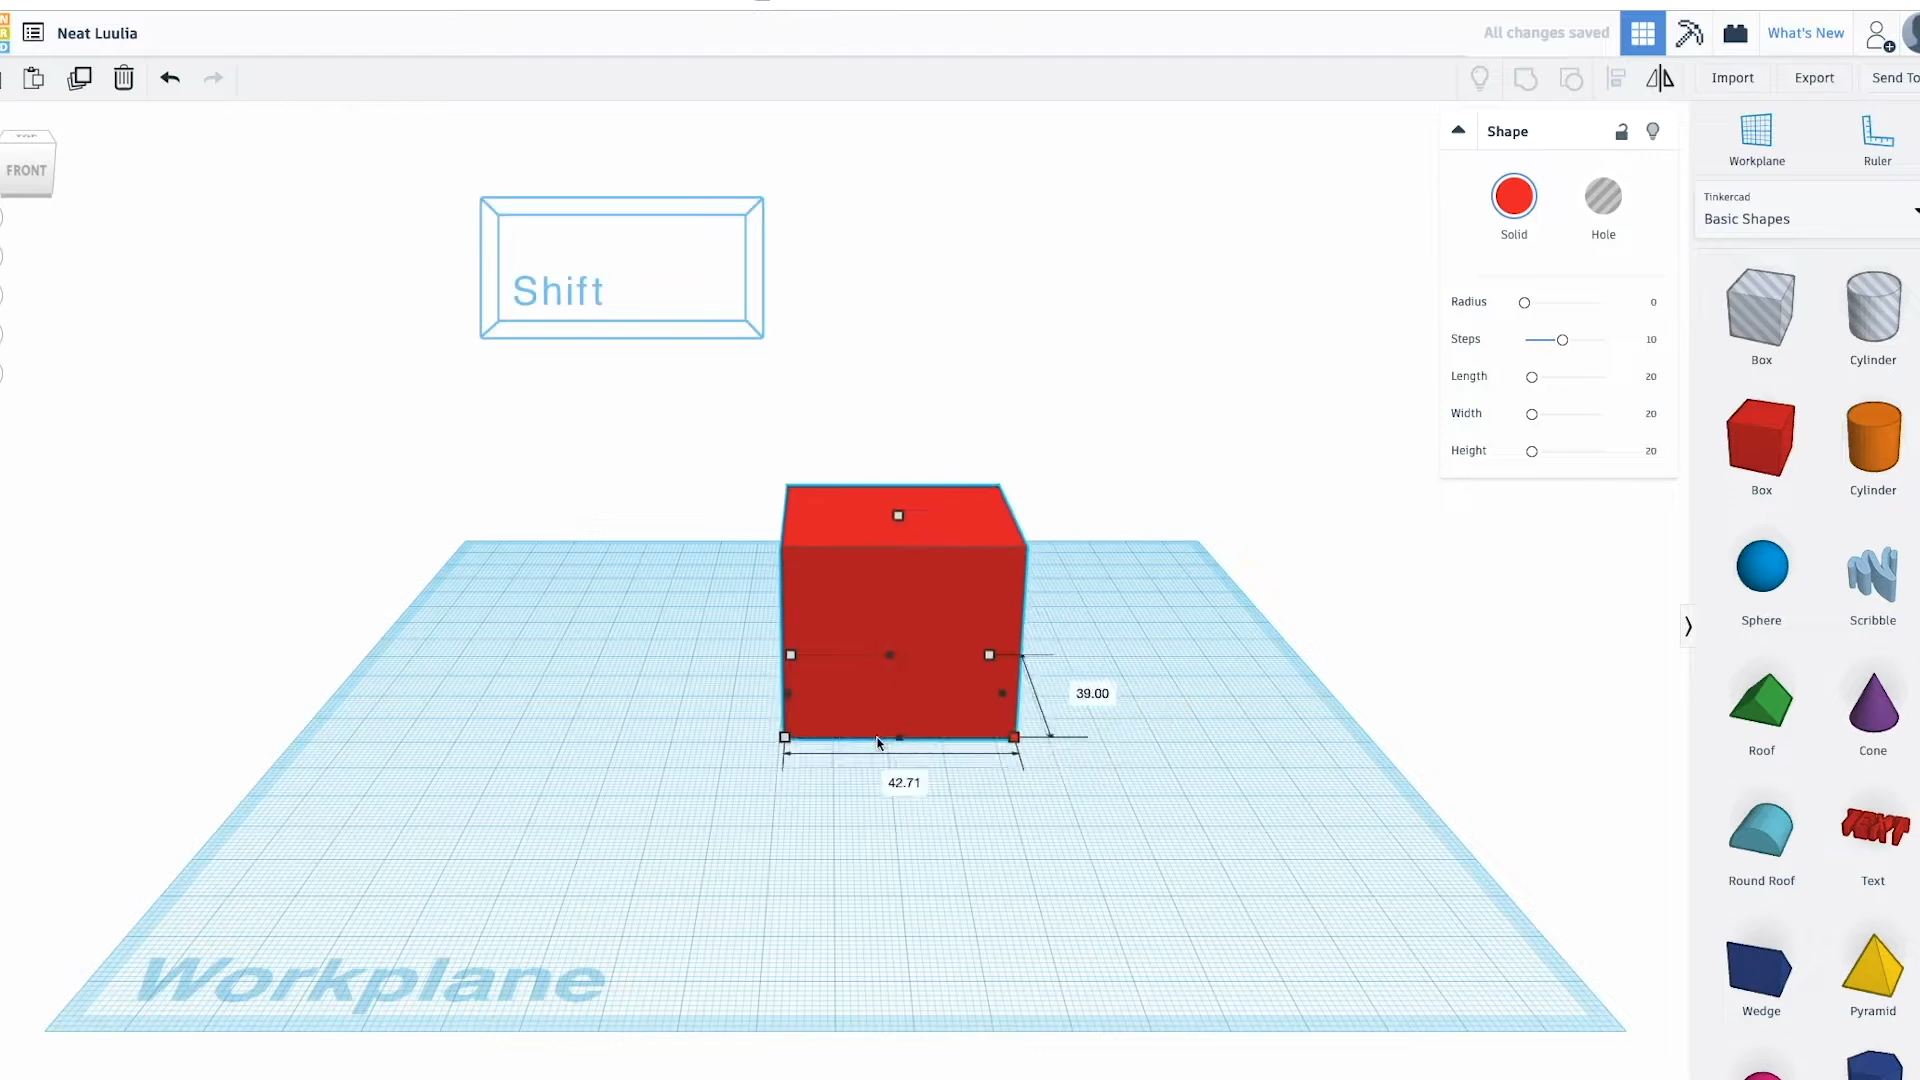 Neat Luulia
All changes saved
What's New
Import
Export
Send To
TOP
FRONT
Shift
Shape
Solid
Hole
Radius 0
Steps 10
Length 20
Width 20
Height 20
Workplane
Ruler
Tinkercad
Basic Shapes
Box
Cylinder
Box
Cylinder
Sphere
Scribble
Roof
Cone
Round Roof
TEXT
Text
Wedge
Pyramid
39.00
42.71
Workplane